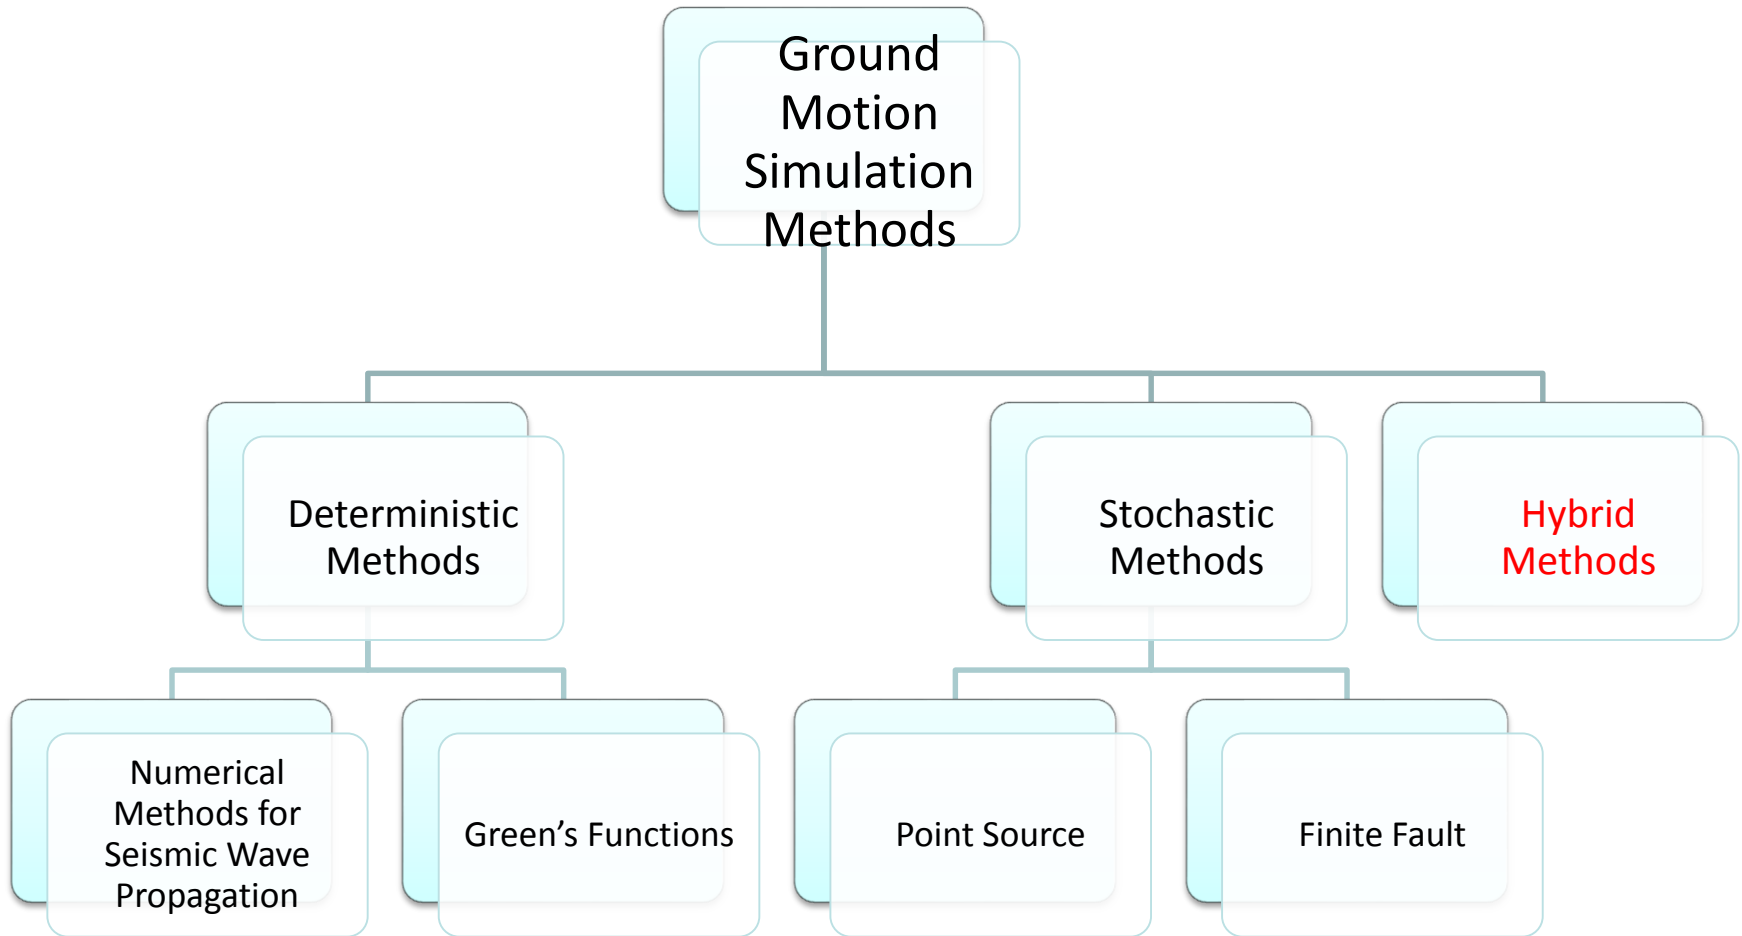 Ground
Motion
Simulation
Methods
Deterministic
Methods
Stochastic
Methods
Hybrid
Methods
Numerical
Methods for
Seismic Wave
Propagation
Green’s Functions
Point Source
Finite Fault